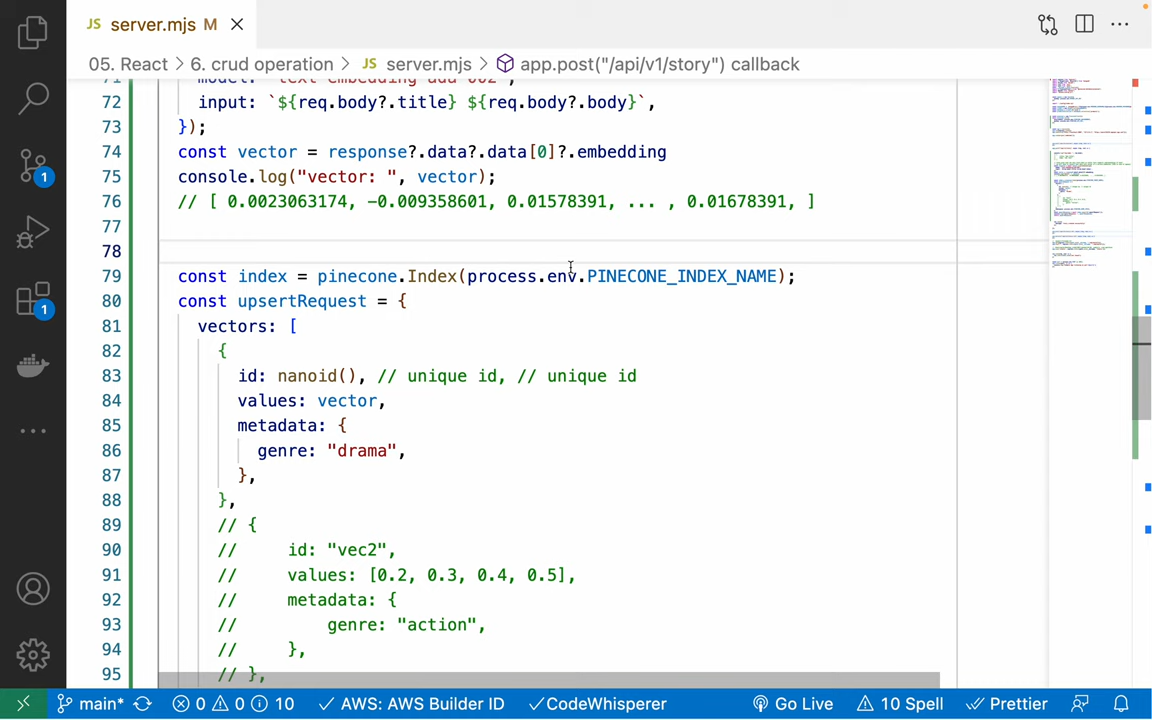 JS server.mjs M
05. React > 6. crud operation > JS server.mjs > app.post("/api/v1/story") callback
71 model: "text-embedding-ada-002",
72 input: `${req.body?.title} ${req.body?.body}`,
73 });
74 const vector = response?.data?.data[0]?.embedding
75 console.log("vector: ", vector);
76 // [ 0.0023063174, -0.009358601, 0.01578391, ... , 0.01678391, ]
77
78
79 const index = pinecone.Index(process.env.PINECONE_INDEX_NAME);
80 const upsertRequest = {
81 vectors: [
82 {
83 id: nanoid(), // unique id, // unique id
84 values: vector,
85 metadata: {
86 genre: "drama",
87 },
88 },
89 // {
90 // id: "vec2",
91 // values: [0.2, 0.3, 0.4, 0.5],
92 // metadata: {
93 // genre: "action",
94 // },
95 // },
1
1
main* 0 0 10 AWS: AWS Builder ID CodeWhisperer Go Live 10 Spell Prettier